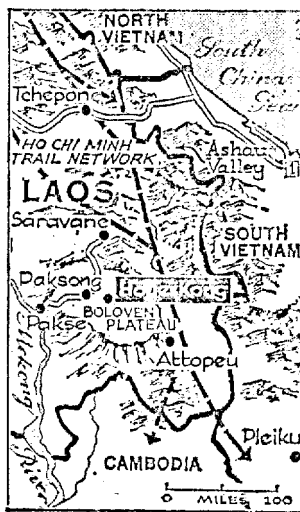 NORTH
VIETNAM
South
China
Sea
Tchepone
HO CHI MINH
TRAIL NETWORK
Ashau
Valley
1
LAOS
Saravane
SOUTH
VIETNAM
Paksong
BOLOVEN
PLATEAU
Pakse
Attopeu
Mekong
River
Pleiku
CAMBODIA
0 MILES 100